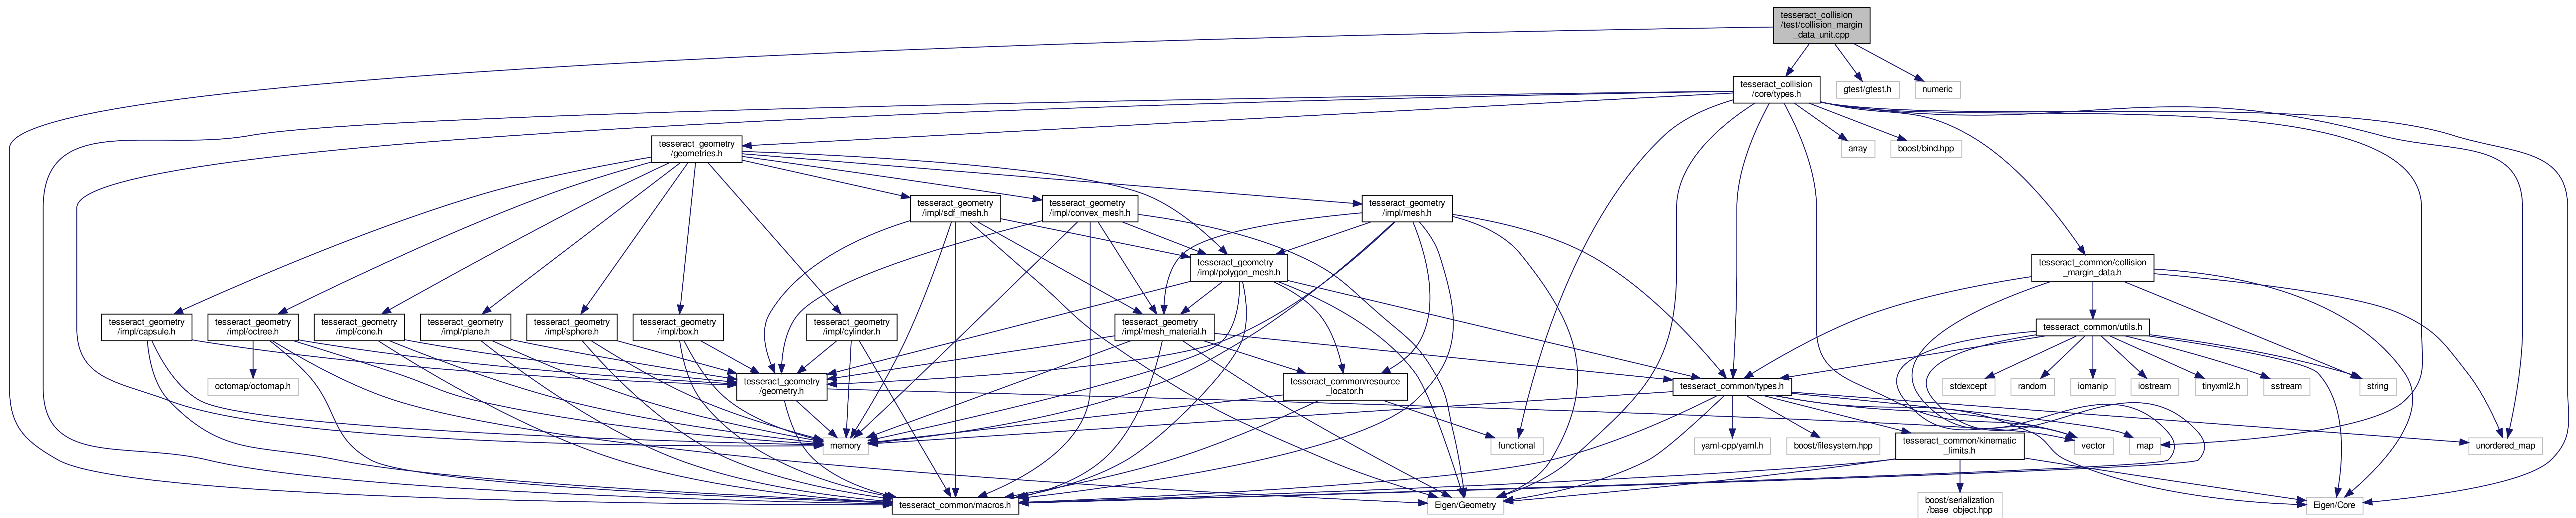 tesseract_collision
/test/collision_margin
_data_unit.cpp
tesseract_collision
/core/types.h
gtest/gtest.h
numeric
tesseract_geometry
/geometries.h
array
boost/bind.hpp
tesseract_geometry
/impl/sdf_mesh.h
tesseract_geometry
/impl/convex_mesh.h
tesseract_geometry
/impl/mesh.h
tesseract_geometry
/impl/polygon_mesh.h
tesseract_common/collision
_margin_data.h
tesseract_geometry
/impl/capsule.h
tesseract_geometry
/impl/octree.h
tesseract_geometry
/impl/cone.h
tesseract_geometry
/impl/plane.h
tesseract_geometry
/impl/sphere.h
tesseract_geometry
/impl/box.h
tesseract_geometry
/impl/cylinder.h
tesseract_geometry
/impl/mesh_material.h
tesseract_common/utils.h
octomap/octomap.h
tesseract_geometry
/geometry.h
tesseract_common/resource
_locator.h
tesseract_common/types.h
stdexcept
random
iomanip
iostream
tinyxml2.h
sstream
string
memory
functional
yaml-cpp/yaml.h
boost/filesystem.hpp
tesseract_common/kinematic
_limits.h
vector
map
unordered_map
tesseract_common/macros.h
Eigen/Geometry
boost/serialization
/base_object.hpp
Eigen/Core